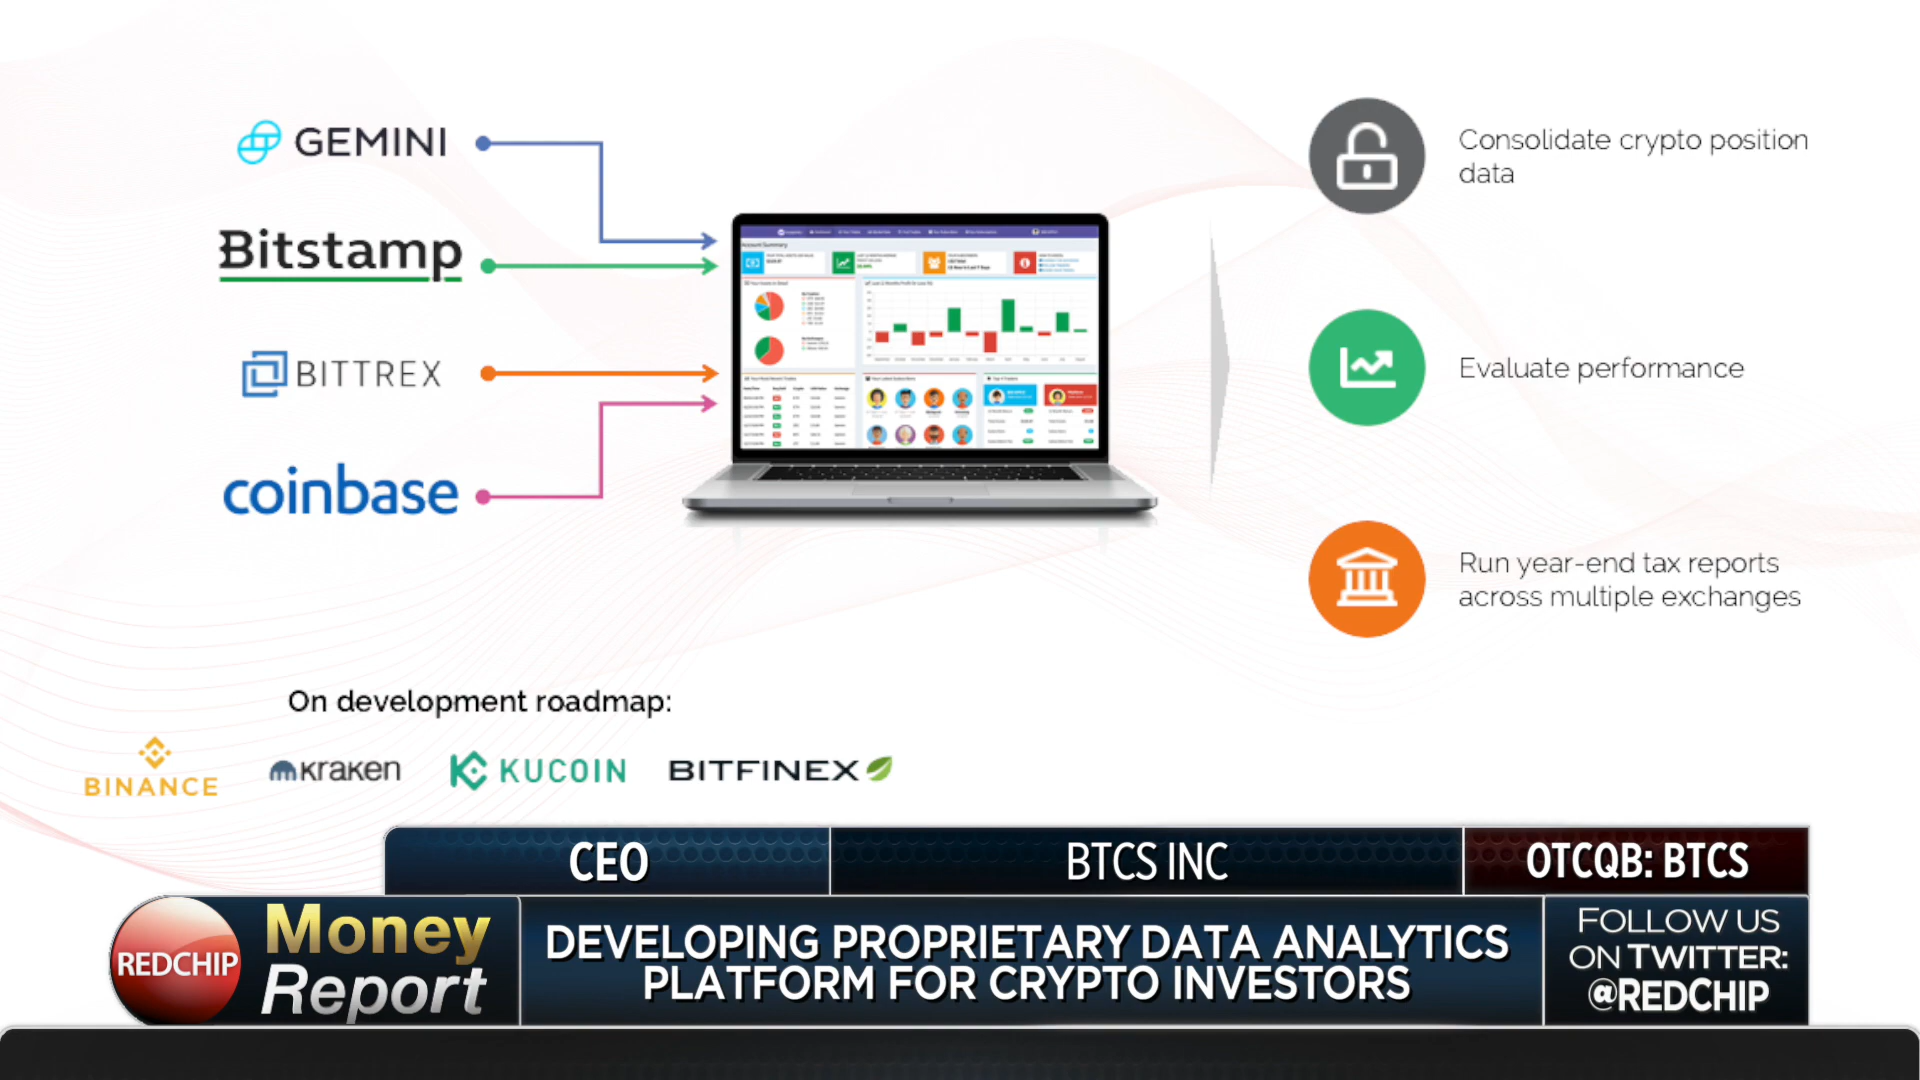 GEMINI
Bitstamp
BITTREX
coinbase
Account Summary
Consolidate crypto position
data
Evaluate performance
Run year-end tax reports
across multiple exchanges
On development roadmap:
BINANCE
kraken
KUCOIN
BITFINEX
CEO
BTCS INC
OTCQB: BTCS
REDCHIP
Money
Report
DEVELOPING PROPRIETARY DATA ANALYTICS
PLATFORM FOR CRYPTO INVESTORS
FOLLOW US
ON TWITTER:
@REDCHIP